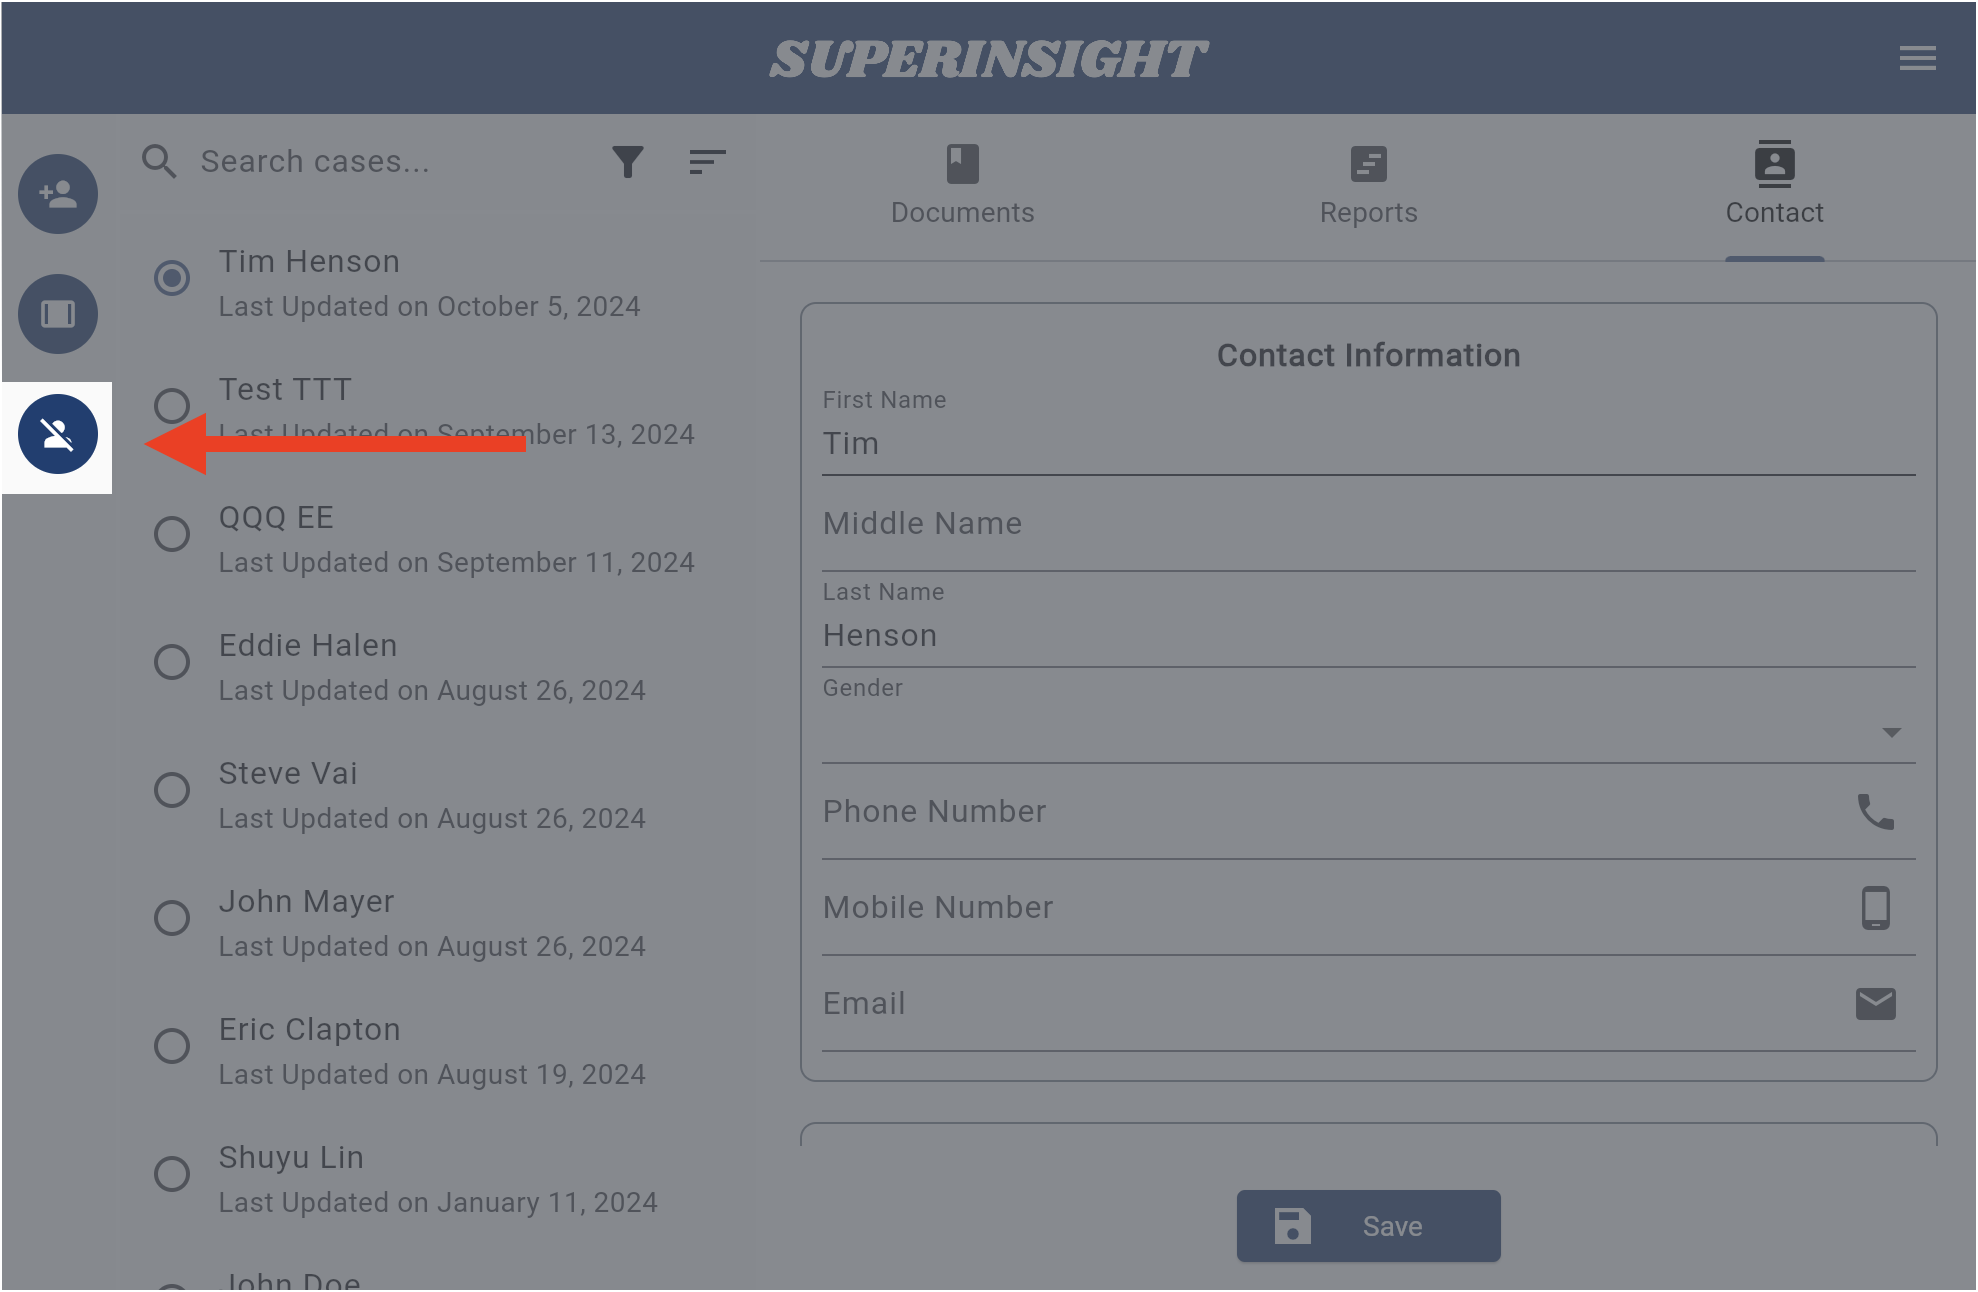 SUPERINSIGHT
Search cases...
Tim Henson
Last Updated on October 5, 2024
Test TTT
Last Updated on September 13, 2024
QQQ EE
Last Updated on September 11, 2024
Eddie Halen
Last Updated on August 26, 2024
Steve Vai
Last Updated on August 26, 2024
John Mayer
Last Updated on August 26, 2024
Eric Clapton
Last Updated on August 19, 2024
Shuyu Lin
Last Updated on January 11, 2024
John Doe
Documents
Reports
Contact
Contact Information
First Name
Tim
Middle Name
Last Name
Henson
Gender
Phone Number
Mobile Number
Email
Save